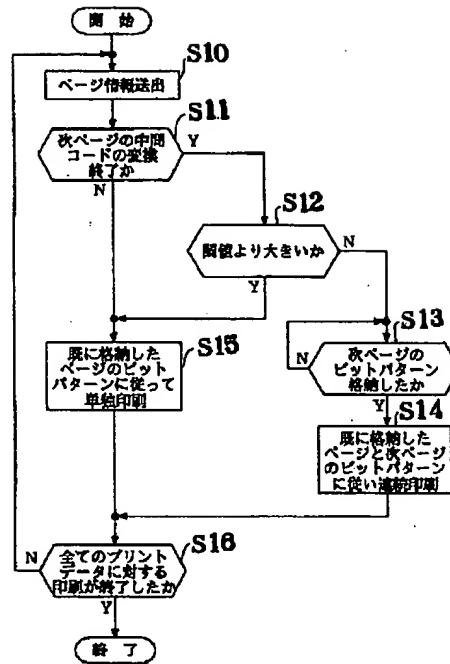 開始
S10
ページ情報送出
S11
次ページの中間
コードの変換
終了か
Y
N
S12
閾値より大きいか
N
Y
S13
次ページの
ビットパターン
格納したか
N
Y
S15
既に格納した
ページのビット
パターンに従って
単独印刷
S14
既に格納した
ページと次ページ
のビットパターン
に従い連続印刷
S16
全てのプリント
データに対する
印刷が終了したか
N
Y
終了